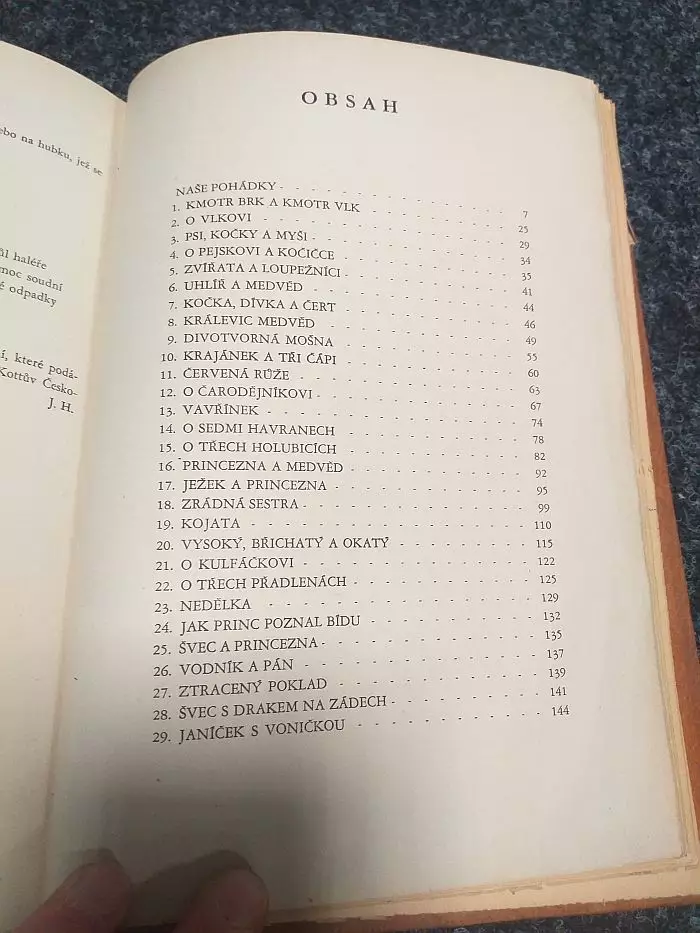 ebo na hubku, jež se
ůl haléře
moc soudní
é odpadky
í, které podá-
Kottův Česko-
J. H.
OBSAH
NAŠE POHÁDKY - - - - - - - - - - 7
1. KMOTR BRK A KMOTR VLK - - - - - - - 25
2. O VLKOVI - - - - - - - - - - 29
3. PSI, KOČKY A MYŠI - - - - - - - - 34
4. O PEJSKOVI A KOČIČCE - - - - - - - - 35
5. ZVÍŘATA A LOUPEŽNÍCI - - - - - - - - 41
6. UHLÍŘ A MEDVĚD - - - - - - - - - 44
7. KOČKA, DÍVKA A ČERT - - - - - - - - 46
8. KRÁLEVIC MEDVĚD - - - - - - - - - 49
9. DIVOTVORNÁ MOŠNA - - - - - - - - 55
10. KRAJÁNEK A TŘI ČÁPI - - - - - - - - 60
11. ČERVENÁ RŮŽE - - - - - - - - - 63
12. O ČARODĚJNÍKOVI - - - - - - - - - 67
13. VAVŘÍNEK - - - - - - - - - - 74
14. O SEDMI HAVRANECH - - - - - - - - 78
15. O TŘECH HOLUBICÍCH - - - - - - - - 82
16. PRINCEZNA A MEDVĚD - - - - - - - - 92
17. JEŽEK A PRINCEZNA - - - - - - - - 95
18. ZRÁDNÁ SESTRA - - - - - - - - - 99
19. KOJATA - - - - - - - - - - - 110
20. VYSOKÝ, BŘICHATÝ A OKATÝ - - - - - - 115
21. O KULFÁČKOVI - - - - - - - - - 122
22. O TŘECH PŘADLENÁCH - - - - - - - - 125
23. NEDĚLKA - - - - - - - - - - 129
24. JAK PRINC POZNAL BÍDU - - - - - - - 132
25. ŠVEC A PRINCEZNA - - - - - - - - - 135
26. VODNÍK A PÁN - - - - - - - - - 137
27. ZTRACENÝ POKLAD - - - - - - - - 139
28. ŠVEC S DRAKEM NA ZÁDECH - - - - - - 141
29. JANÍČEK S VONIČKOU - - - - - - - - 144